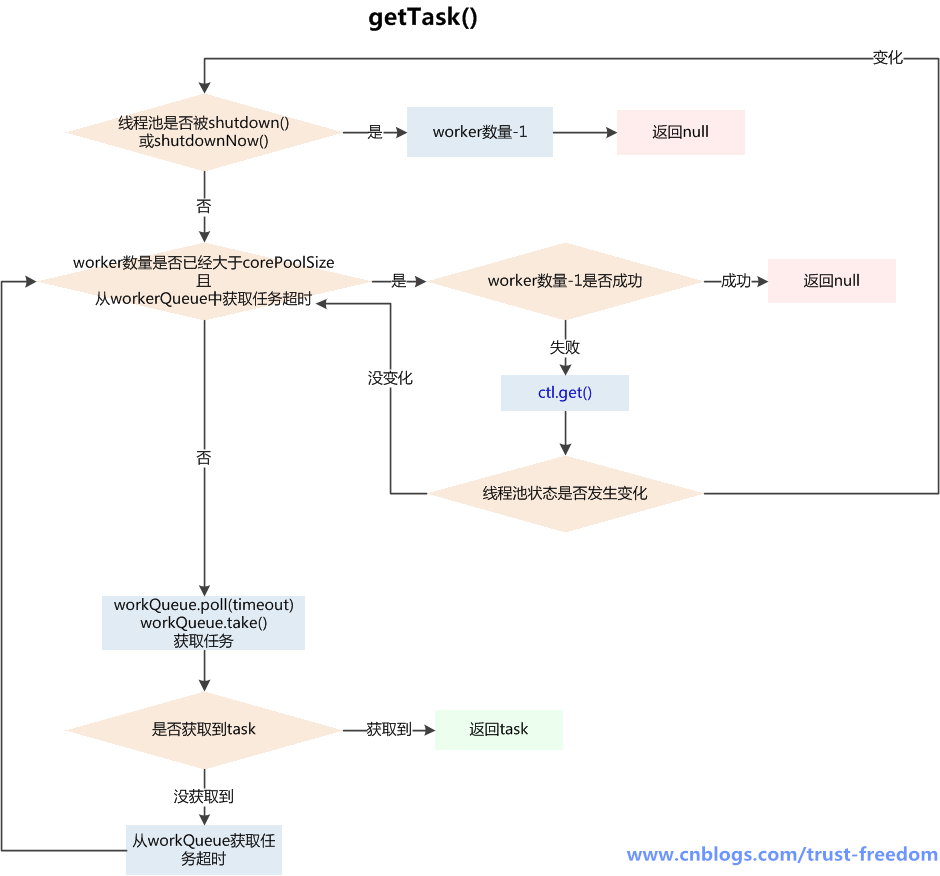 getTask()
变化
线程池是否被shutdown()
或shutdownNow()
是
worker数量-1
返回null
否
worker数量是否已经大于corePoolSize
且
从workerQueue中获取任务超时
是
worker数量-1是否成功
成功
返回null
失败
没变化
ctl.get()
否
线程池状态是否发生变化
workQueue.poll(timeout)
workQueue.take()
获取任务
是否获取到task
获取到
返回task
没获取到
从workQueue获取任
务超时
www.cnblogs.com/trust-freedom